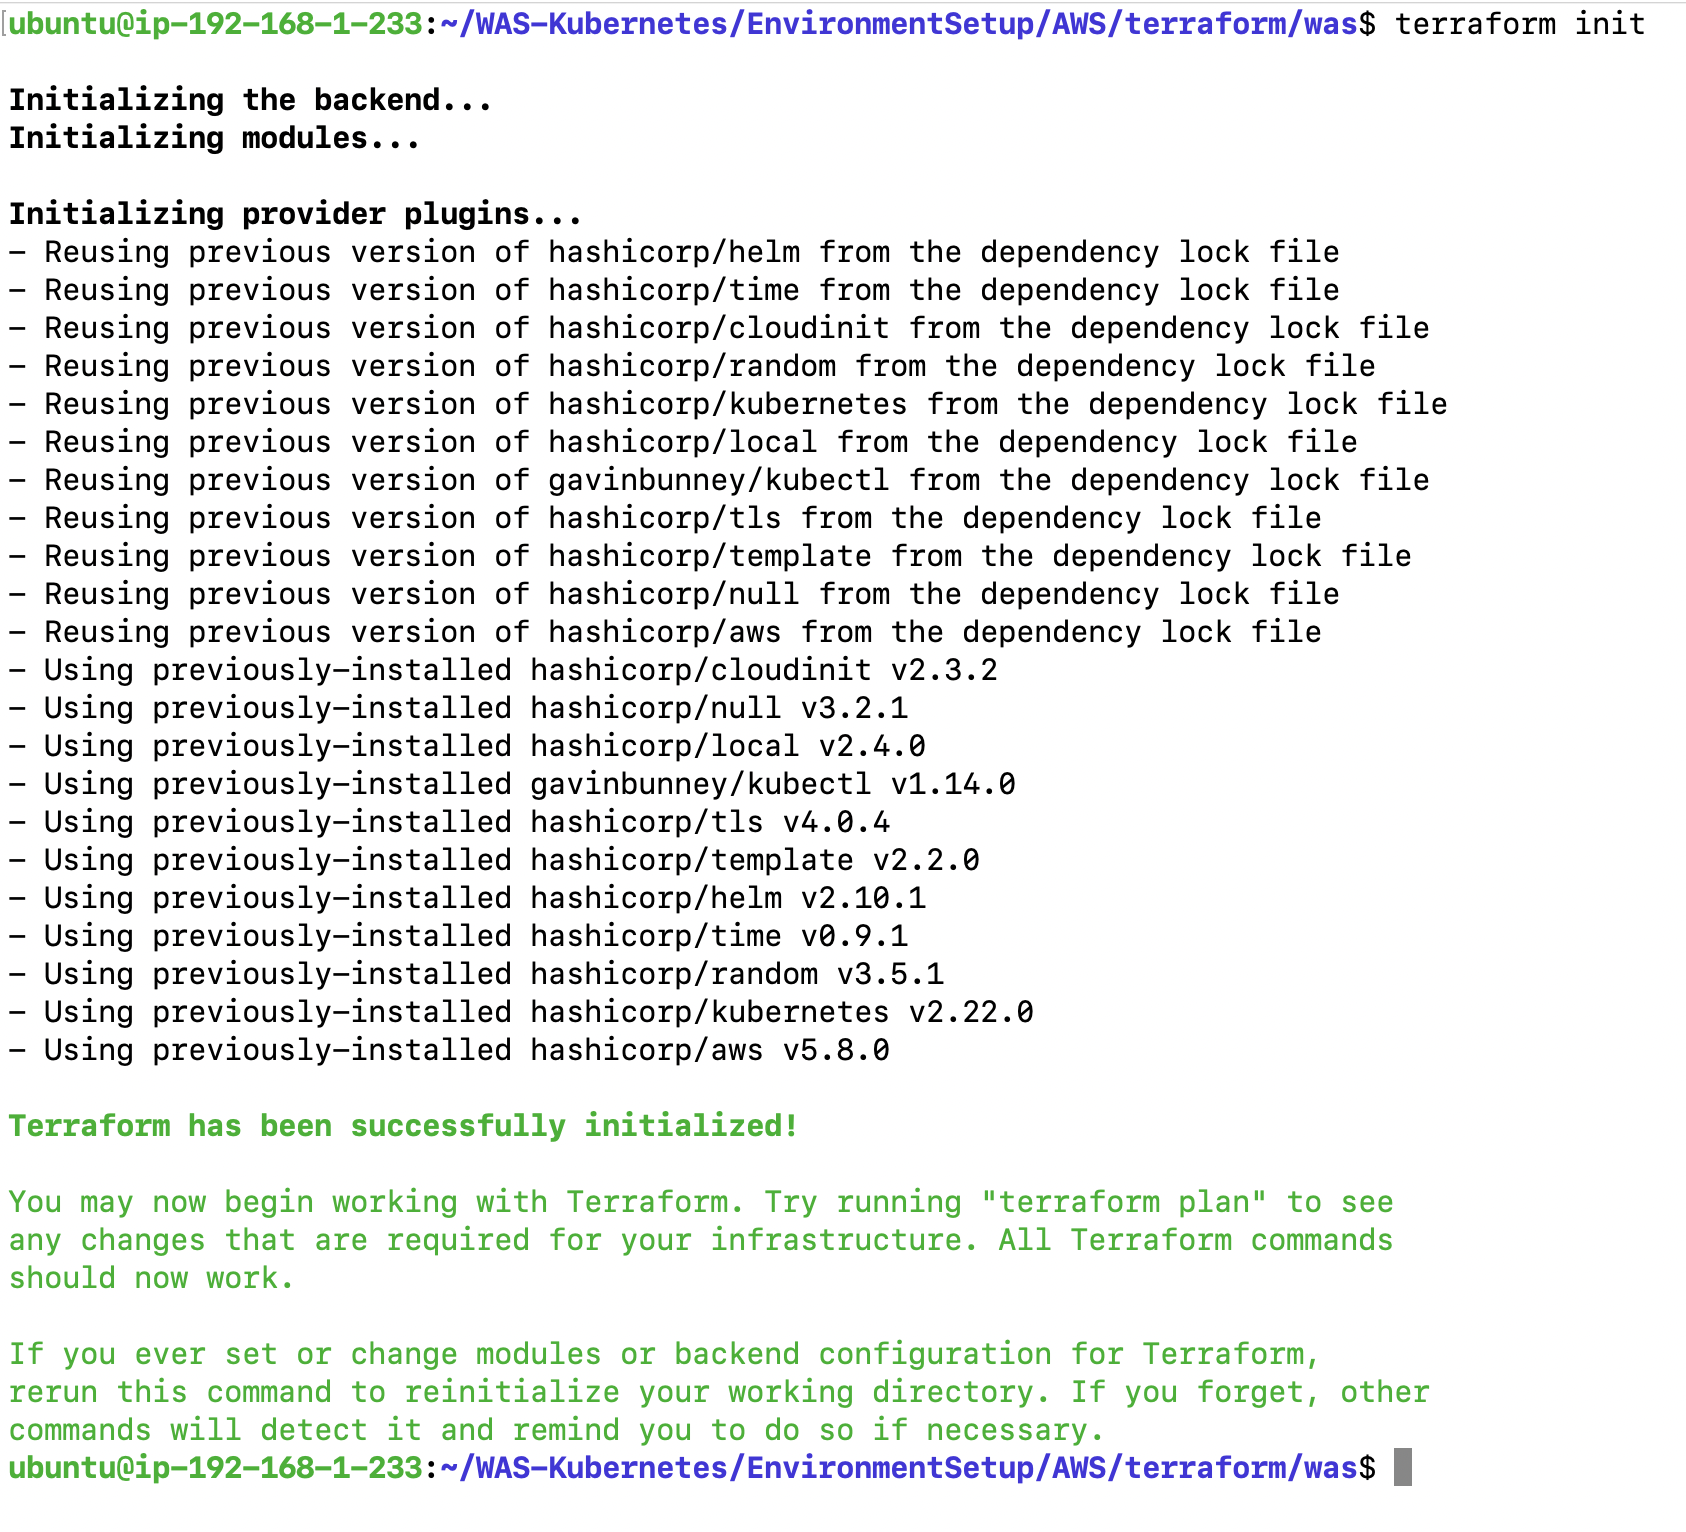 ubuntu@ip-192-168-1-233:~/WAS-Kubernetes/EnvironmentSetup/AWS/terraform/was$ terraform init
Initializing the backend...
Initializing modules...
Initializing provider plugins...
- Reusing previous version of hashicorp/helm from the dependency lock file
- Reusing previous version of hashicorp/time from the dependency lock file
- Reusing previous version of hashicorp/cloudinit from the dependency lock file
- Reusing previous version of hashicorp/random from the dependency lock file
- Reusing previous version of hashicorp/kubernetes from the dependency lock file
- Reusing previous version of hashicorp/local from the dependency lock file
- Reusing previous version of gavinbunney/kubectl from the dependency lock file
- Reusing previous version of hashicorp/tls from the dependency lock file
- Reusing previous version of hashicorp/template from the dependency lock file
- Reusing previous version of hashicorp/null from the dependency lock file
- Reusing previous version of hashicorp/aws from the dependency lock file
- Using previously-installed hashicorp/cloudinit v2.3.2
- Using previously-installed hashicorp/null v3.2.1
- Using previously-installed hashicorp/local v2.4.0
- Using previously-installed gavinbunney/kubectl v1.14.0
- Using previously-installed hashicorp/tls v4.0.4
- Using previously-installed hashicorp/template v2.2.0
- Using previously-installed hashicorp/helm v2.10.1
- Using previously-installed hashicorp/time v0.9.1
- Using previously-installed hashicorp/random v3.5.1
- Using previously-installed hashicorp/kubernetes v2.22.0
- Using previously-installed hashicorp/aws v5.8.0
Terraform has been successfully initialized!
You may now begin working with Terraform. Try running "terraform plan" to see
any changes that are required for your infrastructure. All Terraform commands
should now work.
If you ever set or change modules or backend configuration for Terraform,
rerun this command to reinitialize your working directory. If you forget, other
commands will detect it and remind you to do so if necessary.
ubuntu@ip-192-168-1-233:~/WAS-Kubernetes/EnvironmentSetup/AWS/terraform/was$